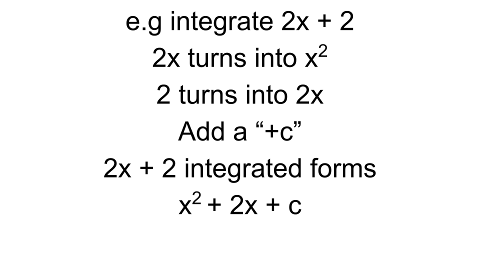 e.g integrate 2x + 2
2x turns into x²
2 turns into 2x
Add a “+c”
2x + 2 integrated forms
x² + 2x + c